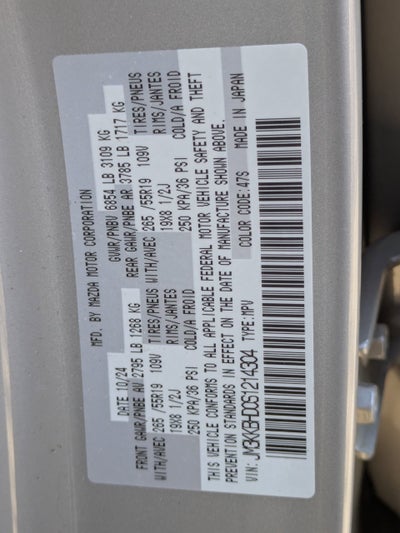 MFD. BY MAZDA MOTOR CORPORATION
DATE 10/24 GVWR/PNBV 6854 LB 3109 KG
FRONT GAWR/PNBE AV 2795 LB 1268 KG REAR GAWR/PNBE AR 3785 LB 1717 KG
WITH/AVEC 265 /55R19 109V TIRES/PNEUS WITH/AVEC 265 /55R19 109V TIRES/PNEUS
19X8 1/2J RIMS/JANTES 19X8 1/2J RIMS/JANTES
250 KPA/36 PSI COLD/A FROID 250 KPA/36 PSI COLD/A FROID
THIS VEHICLE CONFORMS TO ALL APPLICABLE FEDERAL MOTOR VEHICLE SAFETY AND THEFT
PREVENTION STANDARDS IN EFFECT ON THE DATE OF MANUFACTURE SHOWN ABOVE.
VIN: JM3KKBHD0S1214304 TYPE:MPV COLOR CODE:47S MADE IN JAPAN